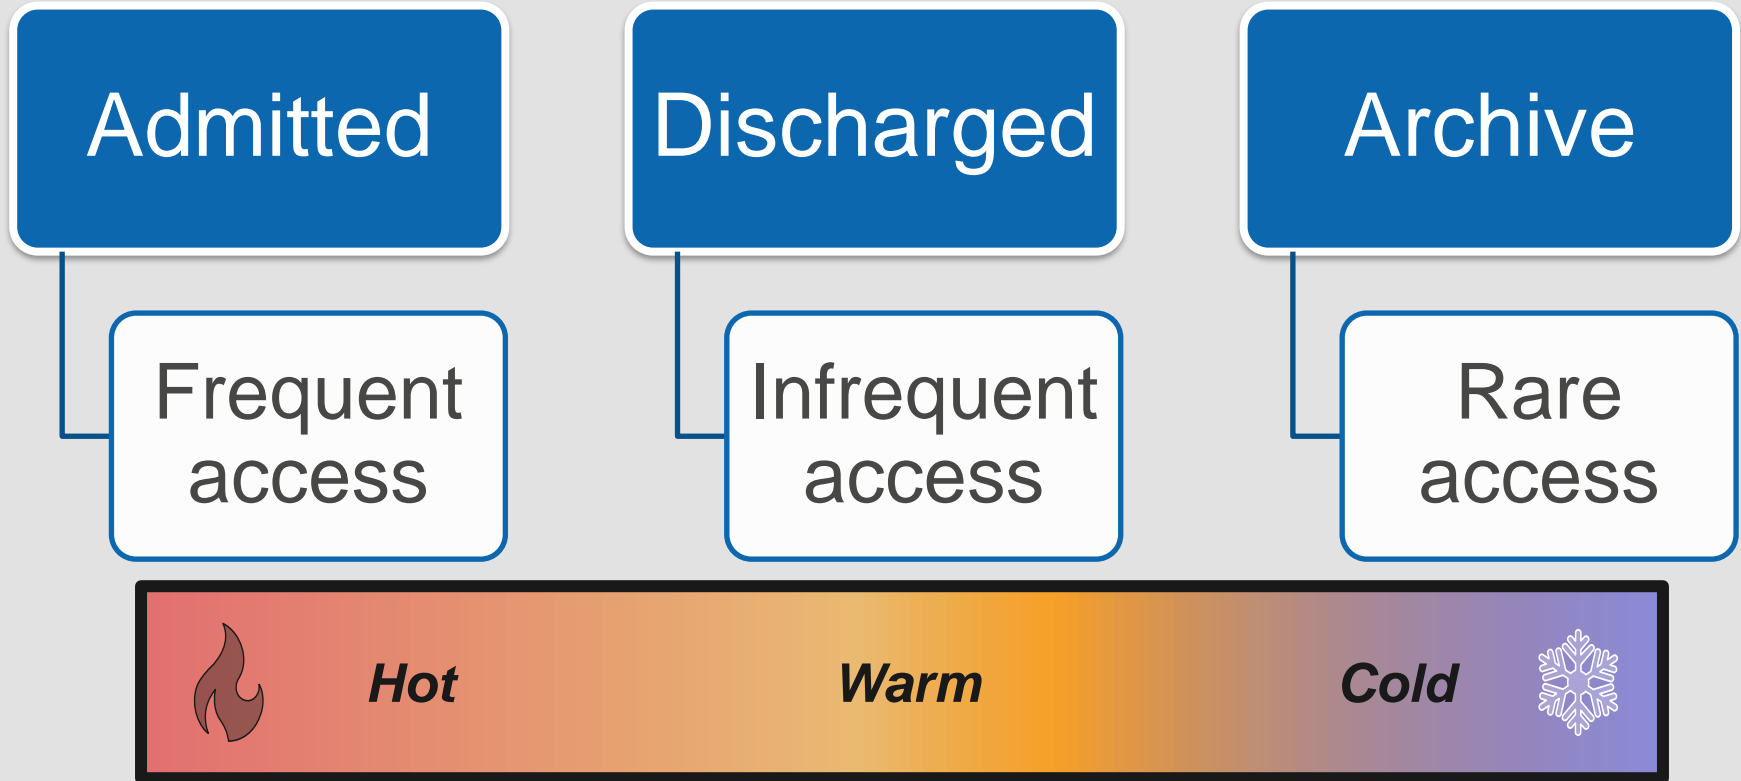 Admitted
Discharged
Archive
Frequent
access
Infrequent
access
Rare
access
Hot
Warm
Cold